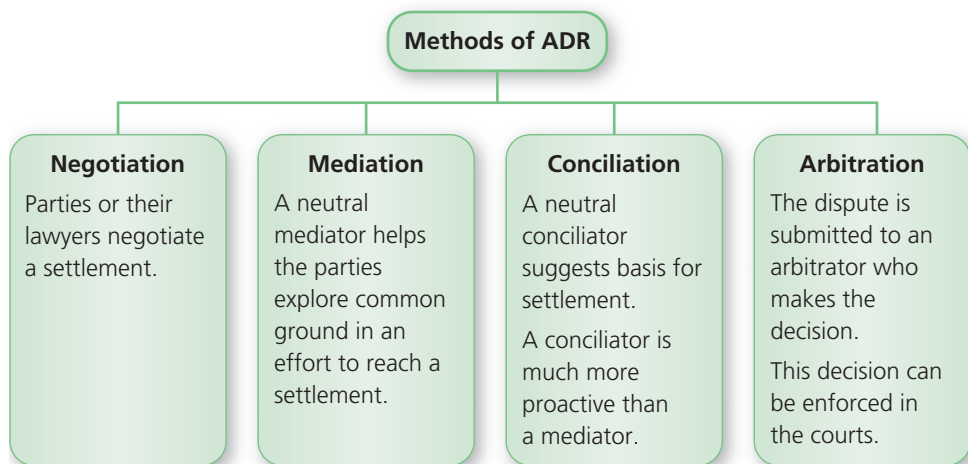 Methods of ADR
Negotiation
Parties or their
lawyers negotiate
a settlement.
Mediation
A neutral
mediator helps
the parties
explore common
ground in an
effort to reach a
settlement.
Conciliation
A neutral
conciliator
suggests basis for
settlement.
A conciliator is
much more
proactive than
a mediator.
Arbitration
The dispute is
submitted to an
arbitrator who
makes the
decision.
This decision can
be enforced in
the courts.